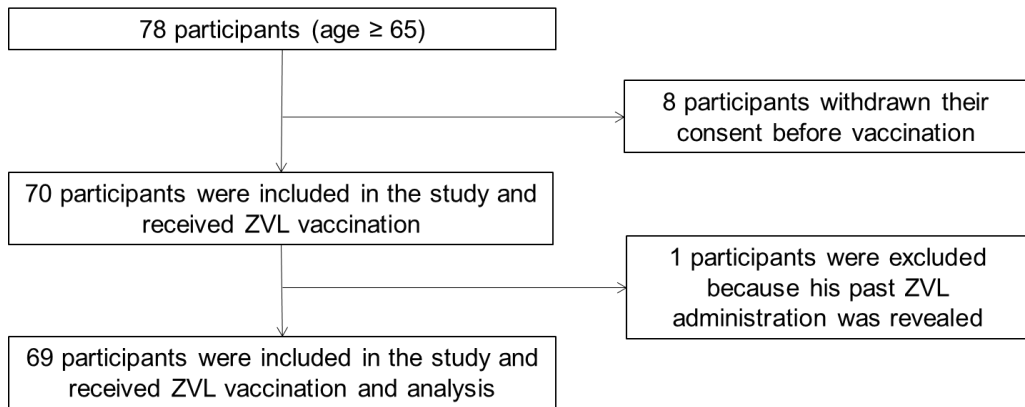 78 participants (age ≥ 65)
8 participants withdrawn their
consent before vaccination
70 participants were included in the study and
received ZVL vaccination
1 participants were excluded
because his past ZVL
administration was revealed
69 participants were included in the study and
received ZVL vaccination and analysis